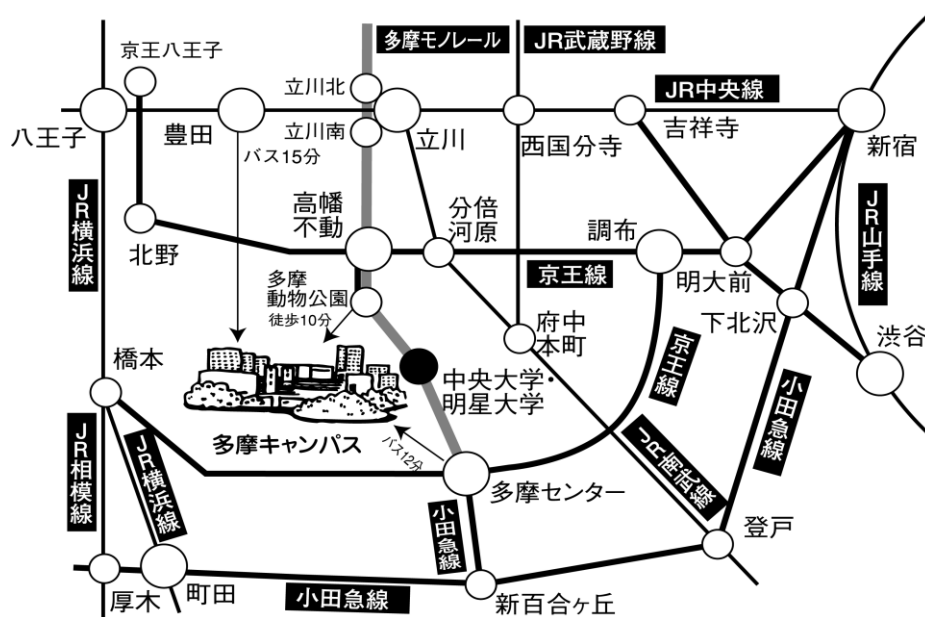 多摩モノレール
JR武蔵野線
京王八王子
立川北
JR中央線
八王子
豊田
立川南
立川
西国分寺
吉祥寺
新宿
バス15分
JR横浜線
高幡
不動
分倍
河原
調布
JR山手線
北野
京王線
明大前
多摩
動物公園
徒歩10分
下北沢
府中
本町
渋谷
橋本
中央大学・
明星大学
京王線
小田急線
多摩キャンパス
バス12分
JR相模線
JR横浜線
多摩センター
JR南武線
小田急線
登戸
厚木
町田
小田急線
新百合ヶ丘